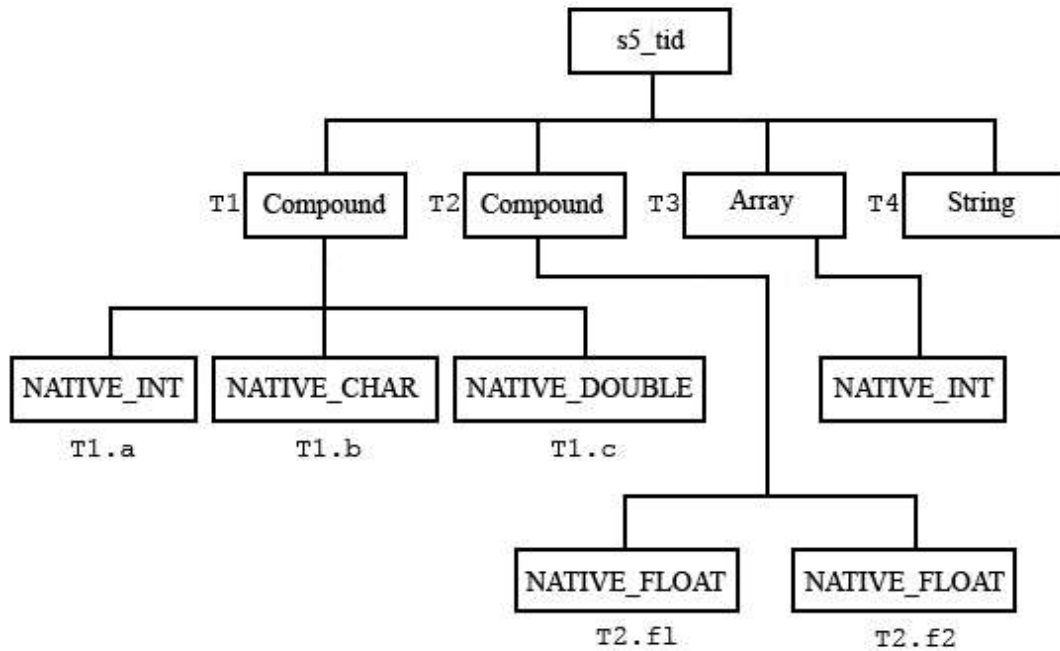 s5_tid
T1 Compound
T2 Compound
T3 Array
T4 String
NATIVE_INT
NATIVE_CHAR
NATIVE_DOUBLE
NATIVE_INT
T1.a
T1.b
T1.c
NATIVE_FLOAT
NATIVE_FLOAT
T2.f1
T2.f2